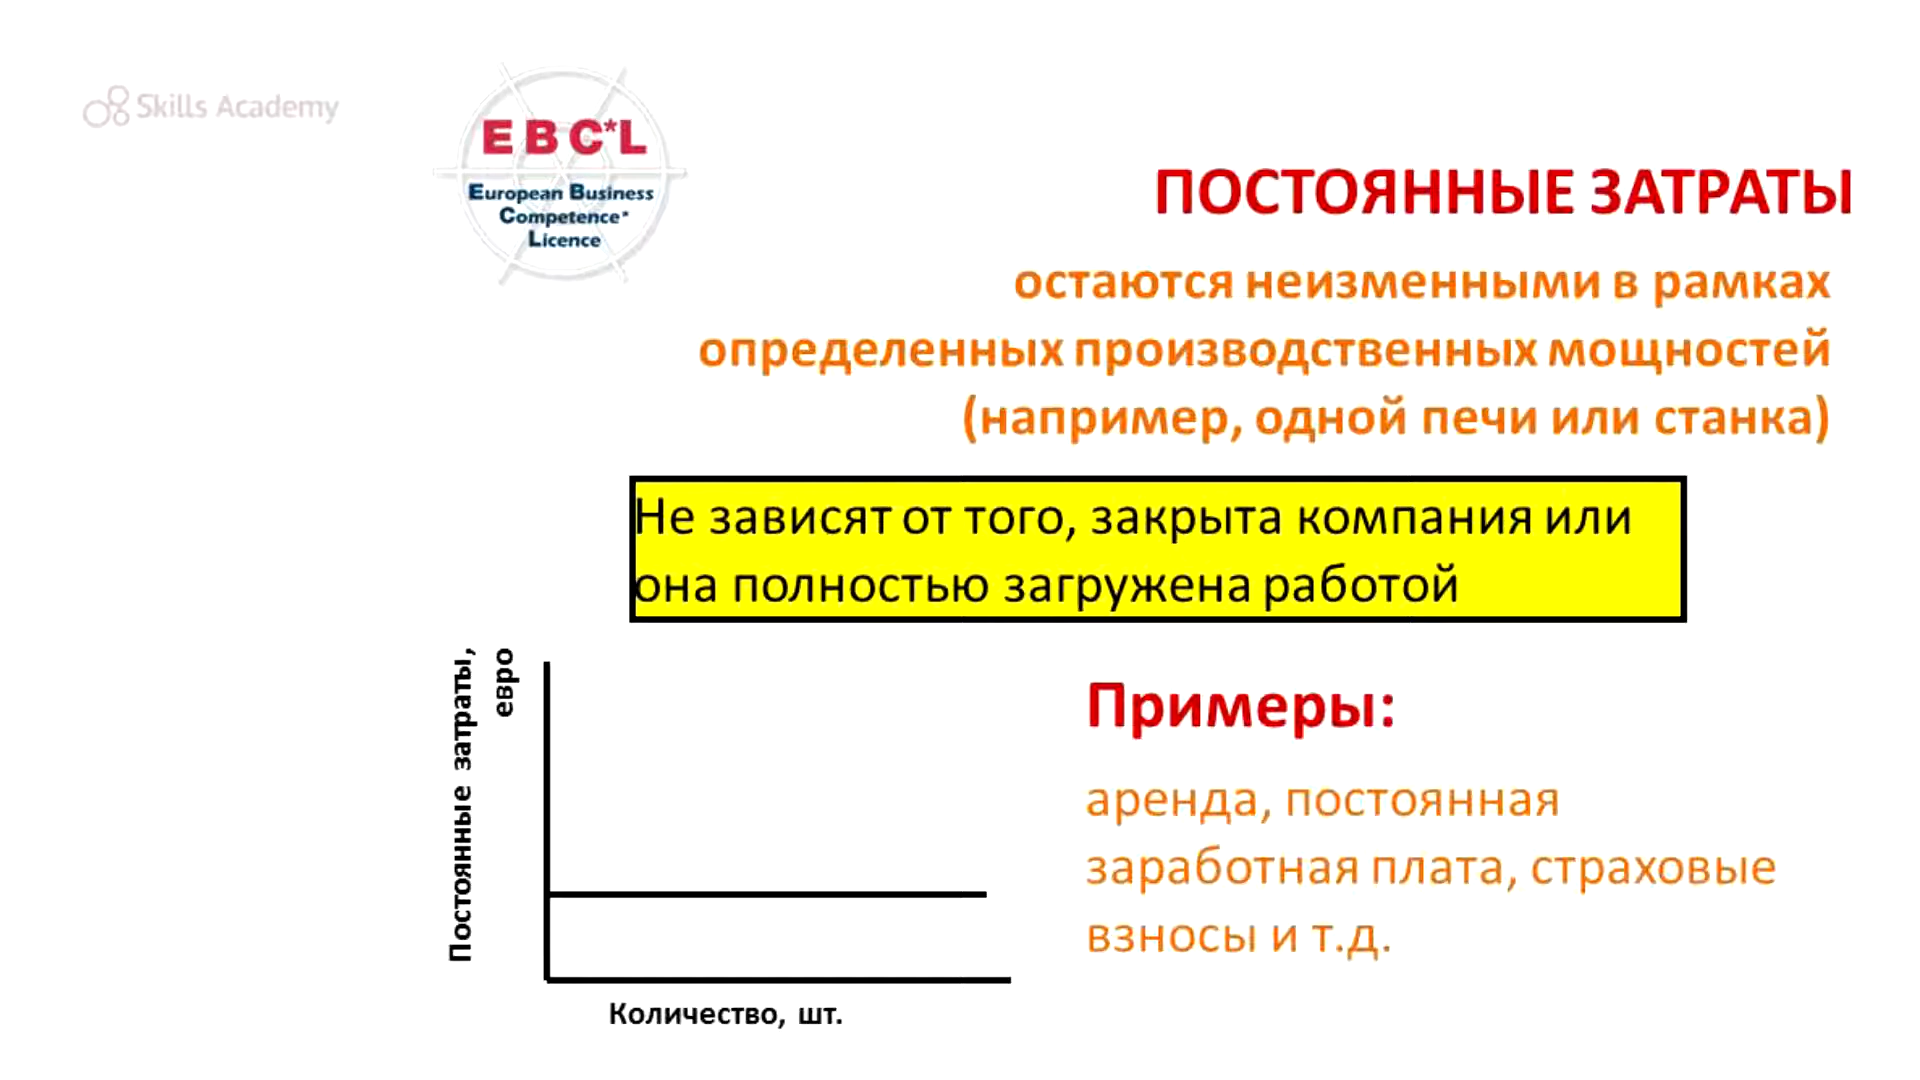 Skills Academy
EBC*L
European Business
Competence*
Licence
ПОСТОЯННЫЕ ЗАТРАТЫ
остаются неизменными в рамках
определенных производственных мощностей
(например, одной печи или станка)
Не зависят от того, закрыта компания или
она полностью загружена работой
Постоянные затраты,
евро
Количество, шт.
Примеры:
аренда, постоянная
заработная плата, страховые
взносы и т.д.